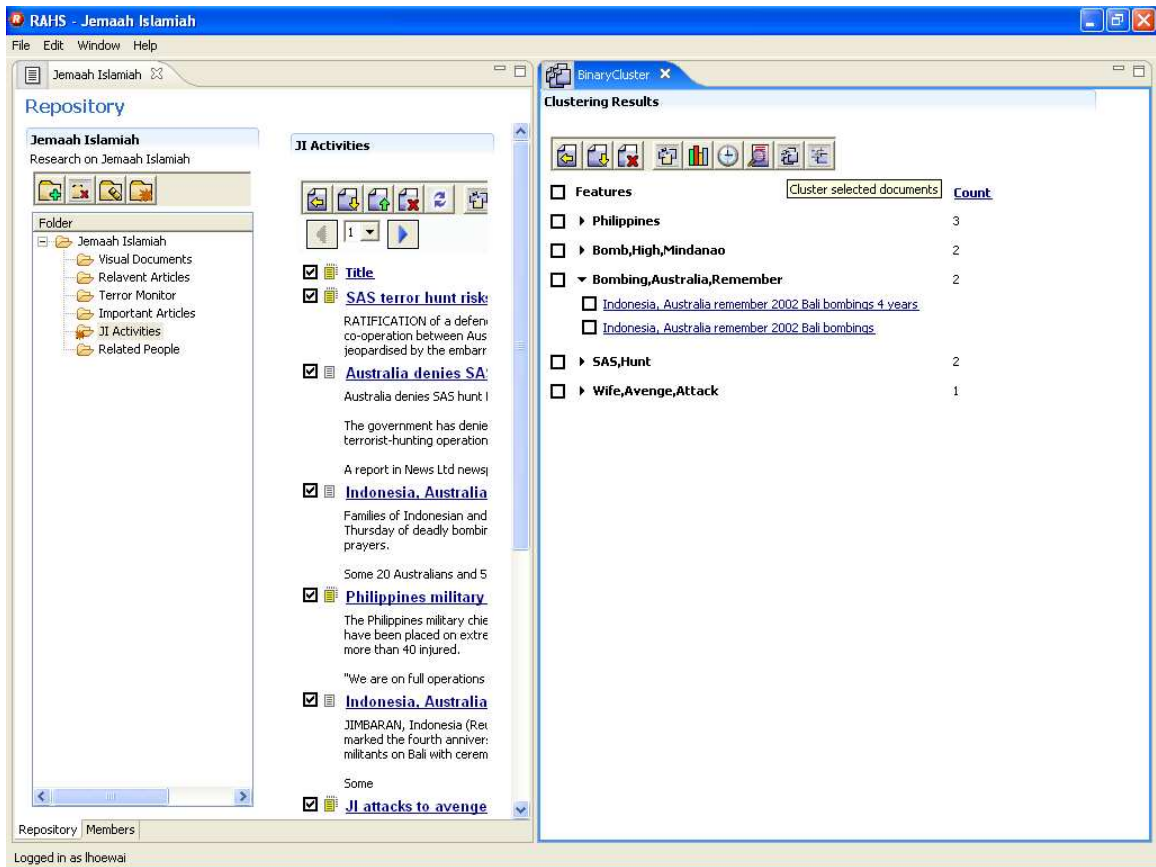 RAHS - Jemaah Islamiah
File Edit Window Help
Jemaah Islamiah
Repository
Jemaah Islamiah
Research on Jemaah Islamiah
Folder
Jemaah Islamiah
Visual Documents
Relavent Articles
Terror Monitor
Important Articles
JI Activities
Related People
JI Activities
1
Title
SAS terror hunt risks
RATIFICATION of a defen
co-operation between Aus
jeopardised by the embarr
Australia denies SA
Australia denies SAS hunt
The government has denie
terrorist-hunting operation
A report in News Ltd news
Indonesia, Australia
Families of Indonesian and
Thursday of deadly bombin
prayers.
Some 20 Australians and 5
Philippines military
The Philippines military chie
have been placed on extre
more than 40 injured.
"We are on full operations
Indonesia, Australia
JIMBARAN, Indonesia (Reu
marked the fourth anniver
militants on Bali with cerem
Some
JI attacks to avenge
Repository Members
Logged in as lhoewai
BinaryCluster
Clustering Results
Cluster selected documents
Features Count
Philippines 3
Bomb,High,Mindanao 2
Bombing,Australia,Remember 2
Indonesia, Australia remember 2002 Bali bombings 4 years
Indonesia, Australia remember 2002 Bali bombings
SAS,Hunt 2
Wife,Avenge,Attack 1